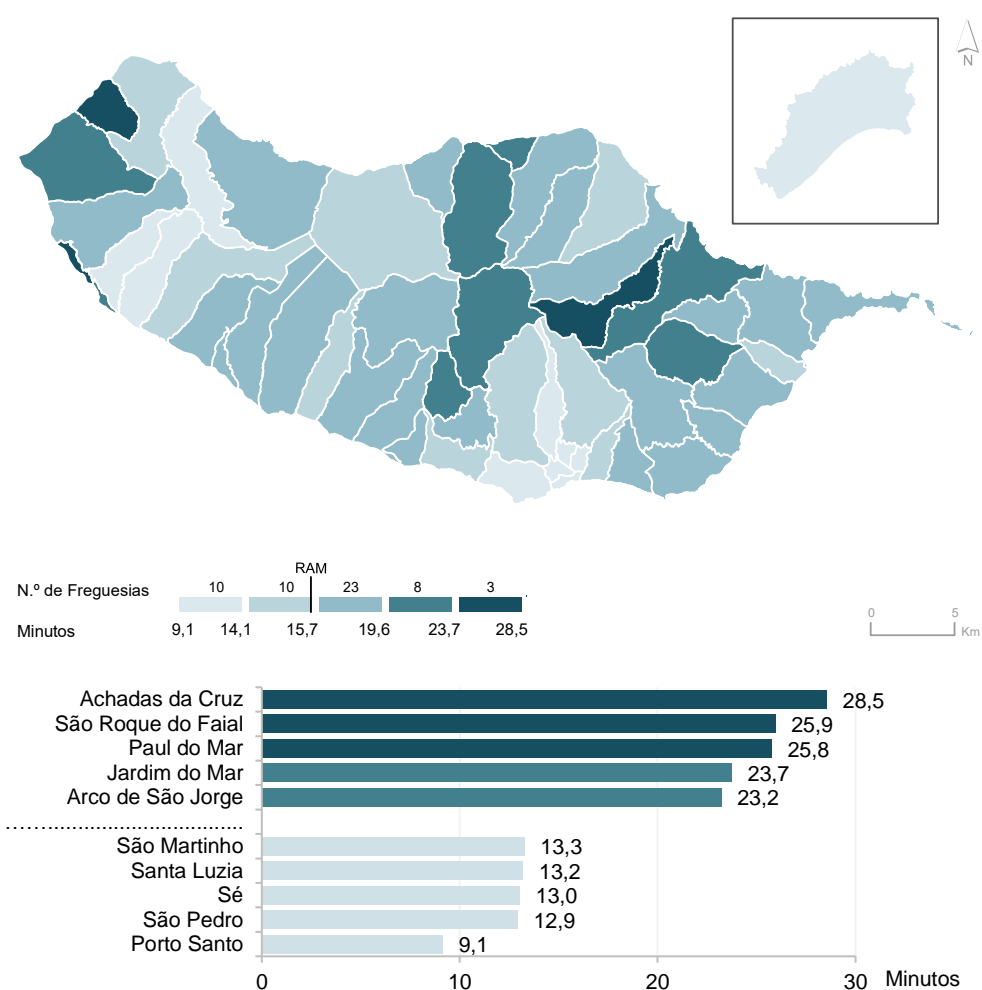 N
RAM
N.º de Freguesias 10 10 23 8 3
Minutos 9,1 14,1 15,7 19,6 23,7 28,5
0 5
Km
Achadas da Cruz 28,5
São Roque do Faial 25,9
Paul do Mar 25,8
Jardim do Mar 23,7
Arco de São Jorge 23,2
São Martinho 13,3
Santa Luzia 13,2
Sé 13,0
São Pedro 12,9
Porto Santo 9,1
0 10 20 30 Minutos